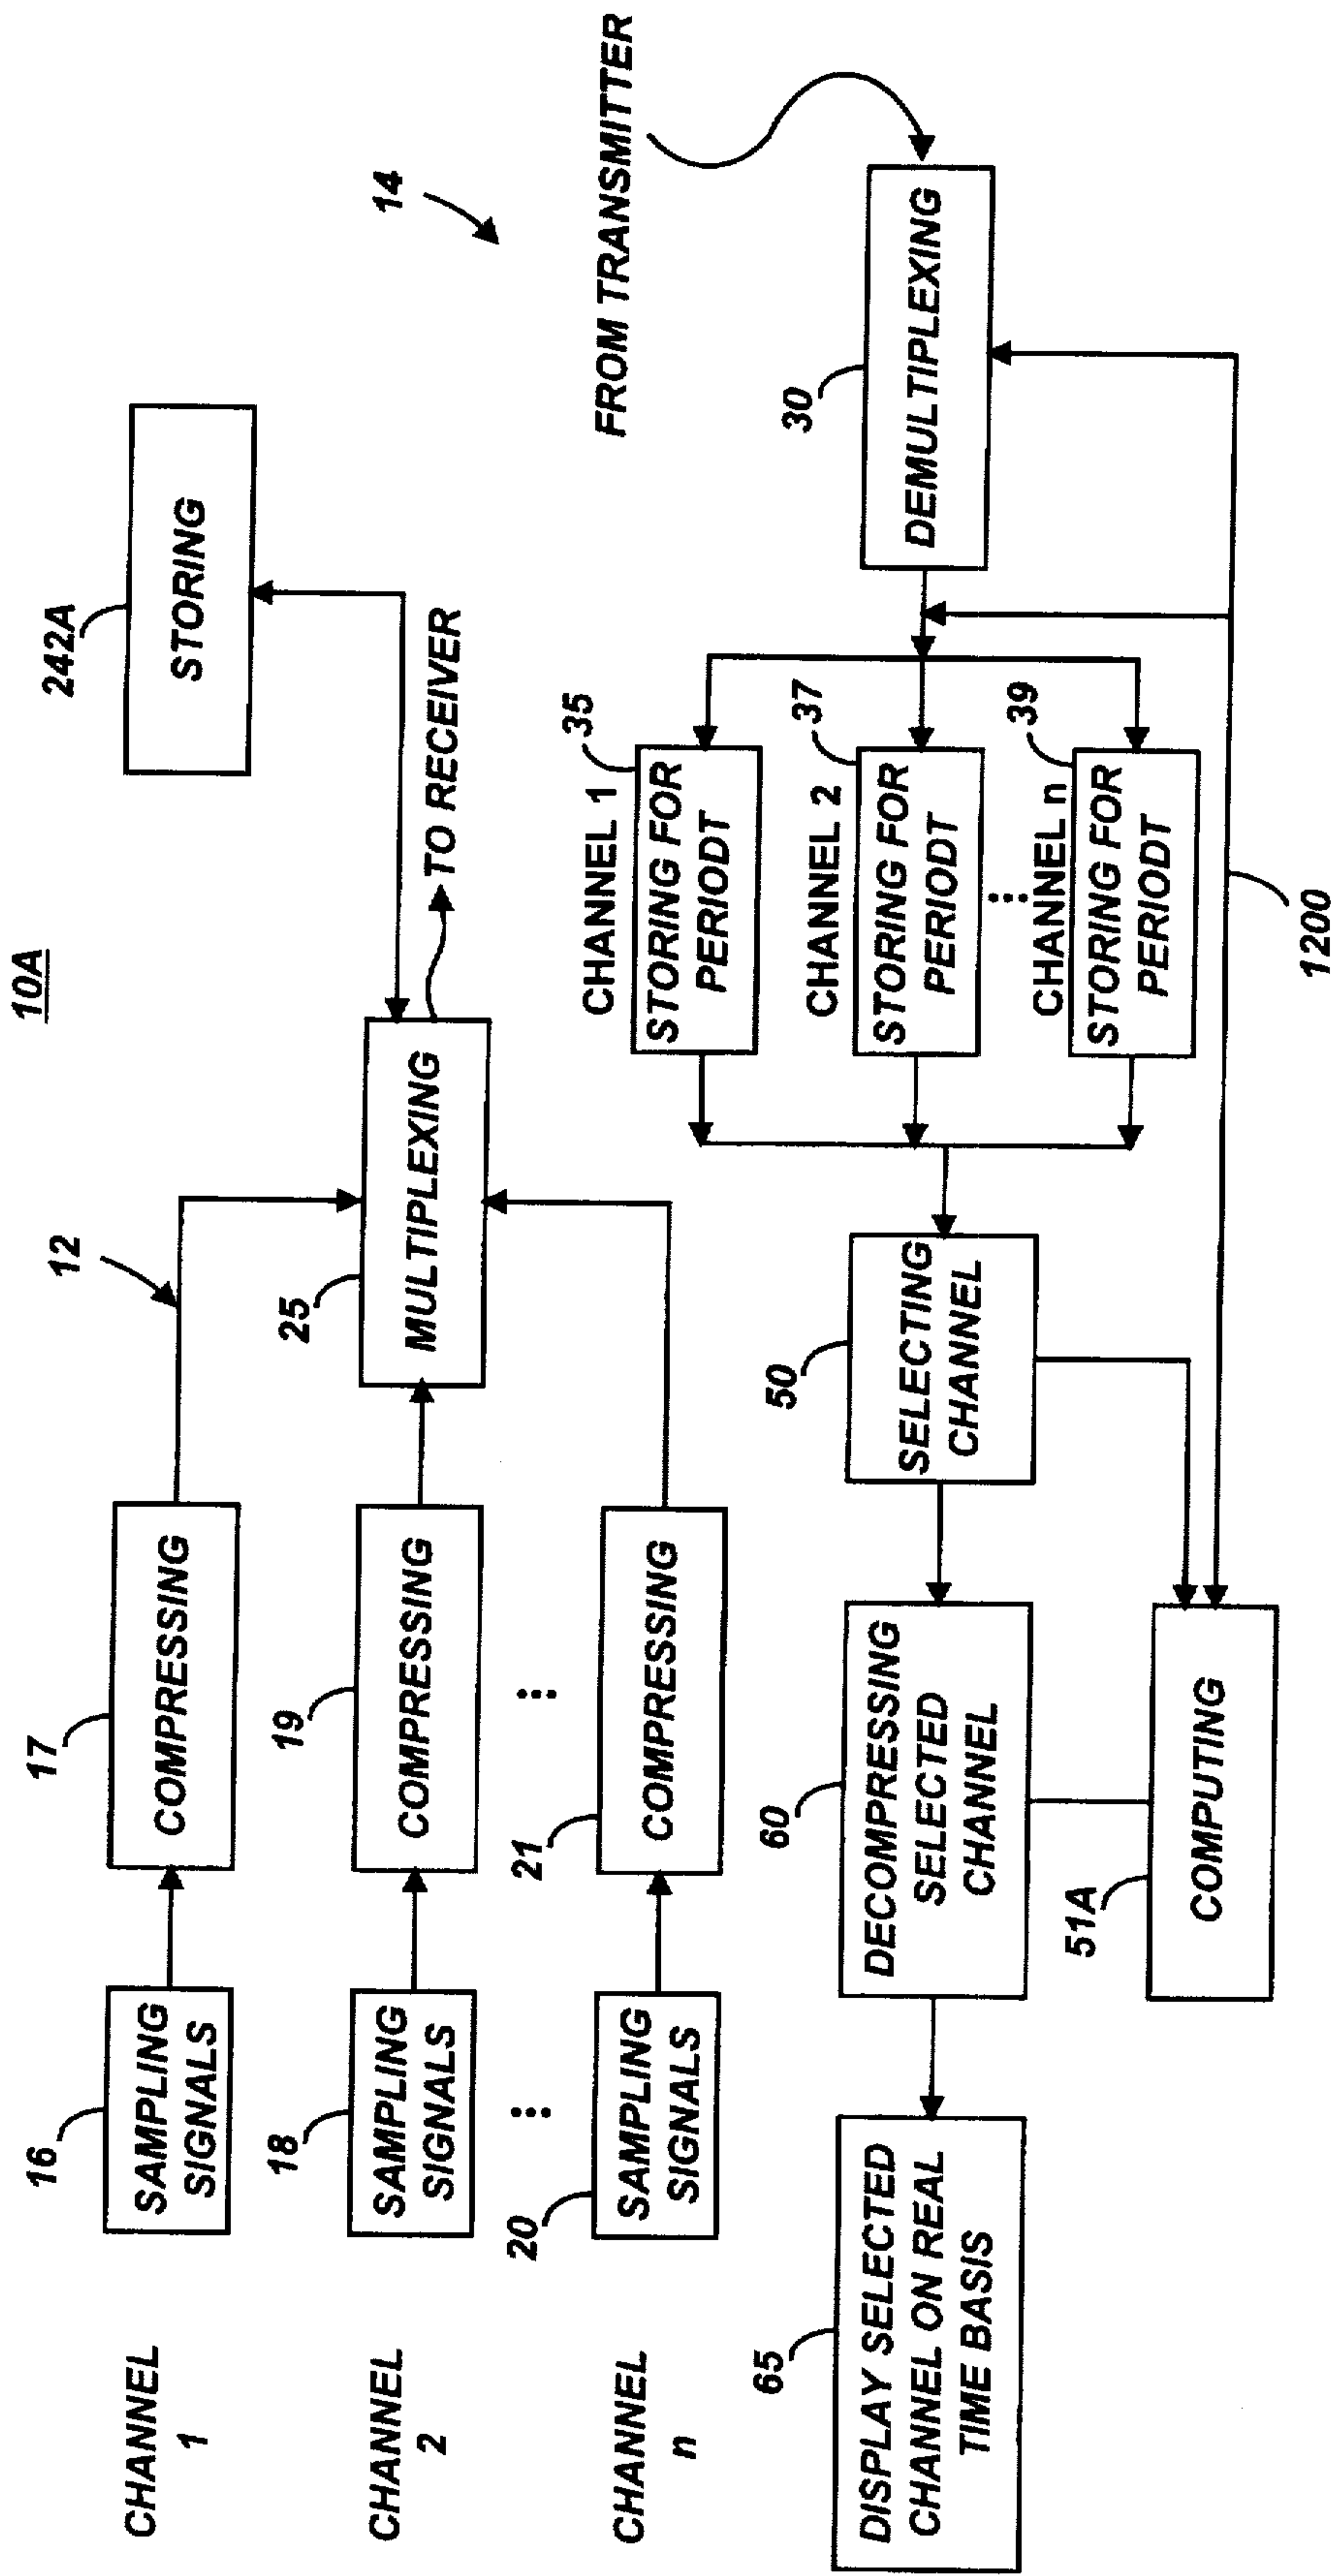 10A
CHANNEL
1
16
SAMPLING
SIGNALS
17
COMPRESSING
12
242A
STORING
CHANNEL
2
18
SAMPLING
SIGNALS
19
COMPRESSING
25
MULTIPLEXING
TO RECEIVER
14
CHANNEL
n
20
SAMPLING
SIGNALS
21
COMPRESSING
FROM TRANSMITTER
65
DISPLAY SELECTED
CHANNEL ON REAL
TIME BASIS
60
DECOMPRESSING
SELECTED
CHANNEL
50
SELECTING
CHANNEL
CHANNEL 1
35
STORING FOR
PERIODT
CHANNEL 2
37
STORING FOR
PERIODT
CHANNEL n
39
STORING FOR
PERIODT
30
DEMULTIPLEXING
51A
COMPUTING
1200